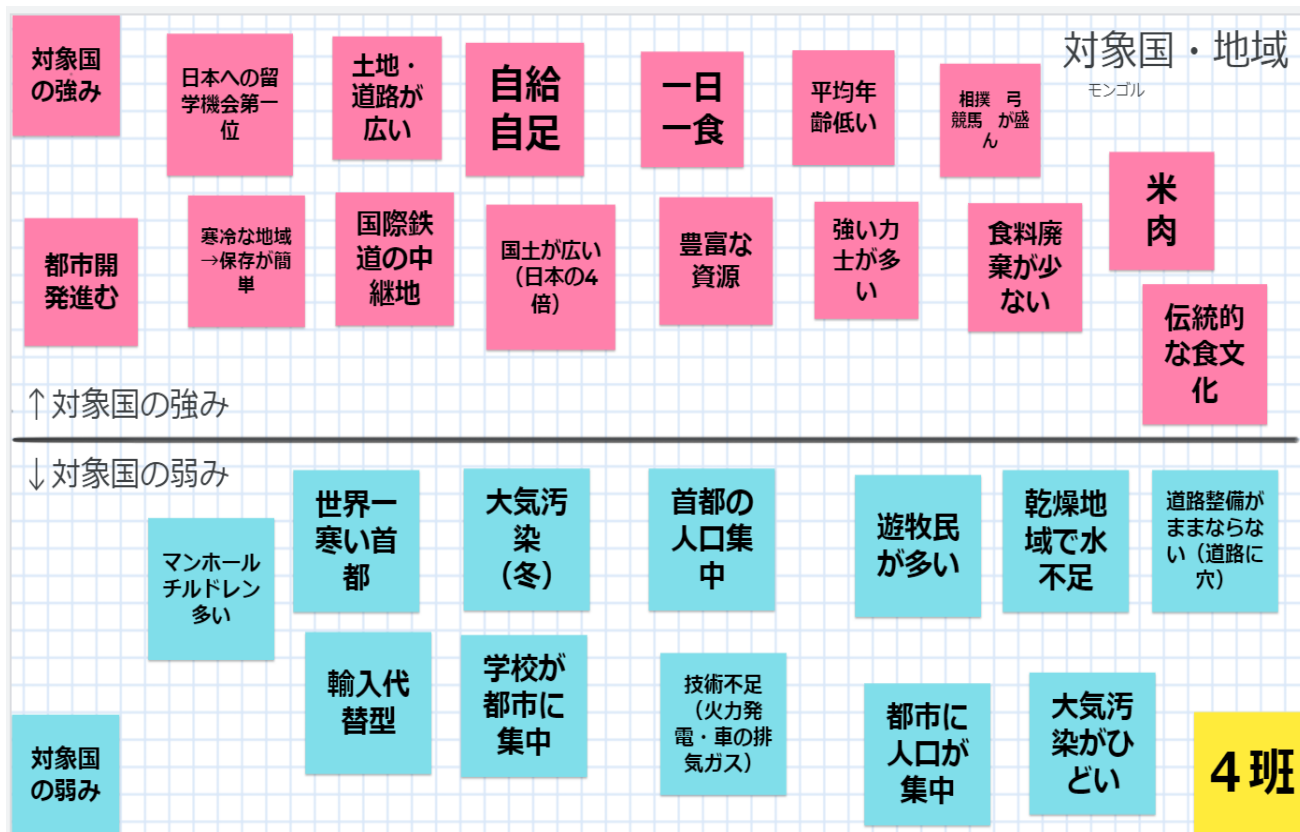 対象国
の強み
日本への留
学機会第一
位
土地・
道路が
広い
自給
自足
一日
一食
平均年
齢低い
相撲　弓
競馬　が盛
ん
対象国・地域
モンゴル
米
肉
都市開
発進む
寒冷な地域
→保存が簡
単
国際鉄
道の中
継地
国土が広い
（日本の4
倍）
豊富な
資源
強い力
士が多
い
食料廃
棄が少
ない
伝統的
な食文
化
↑対象国の強み
↓対象国の弱み
マンホール
チルドレン
多い
世界一
寒い首
都
大気汚
染
（冬）
首都の
人口集
中
遊牧民
が多い
乾燥地
域で水
不足
道路整備が
ままならな
い（道路に
穴）
対象国
の弱み
輸入代
替型
学校が
都市に
集中
技術不足
（火力発
電・車の排
気ガス）
都市に
人口が
集中
大気汚
染がひ
どい
４班